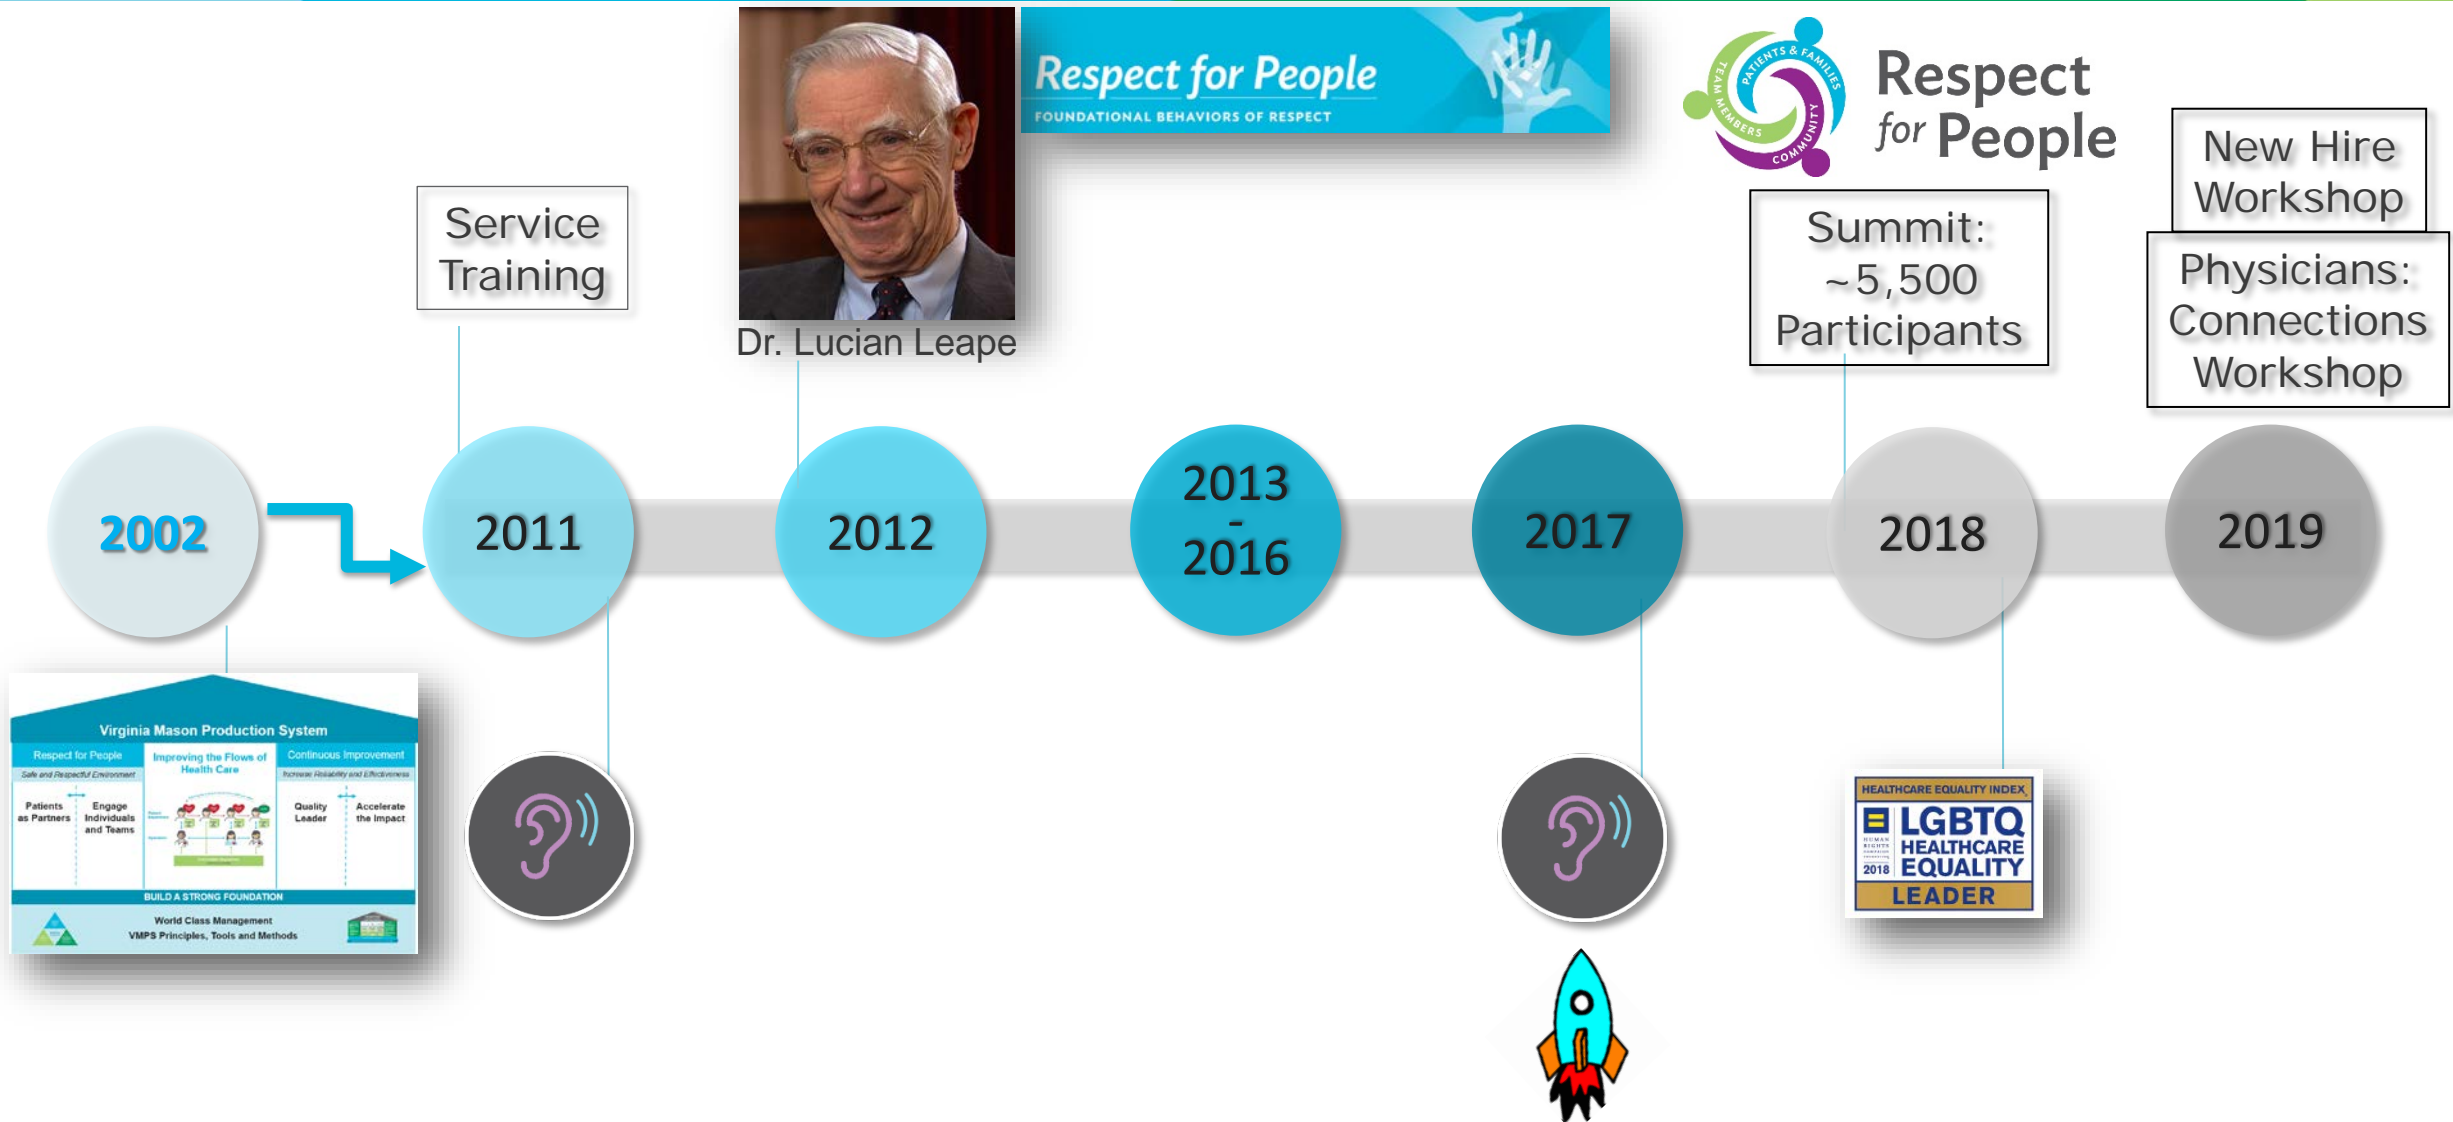 Respect for People
FOUNDATIONAL BEHAVIORS OF RESPECT
TEAM MEMBERS
PATIENTS & FAMILIES
COMMUNITY
Respect
for People
New Hire
Workshop
Service
Training
Summit:
~5,500
Participants
Physicians:
Connections
Workshop
Dr. Lucian Leape
2002
2011
2012
2013
-
2016
2017
2018
2019
Virginia Mason Production System
Respect for People
Safe and Respectful Environment
Patients
as Partners
Engage
Individuals
and Teams
Improving the Flows of
Health Care
Continuous Improvement
Increase Reliability and Effectiveness
Quality
Leader
Accelerate
the Impact
BUILD A STRONG FOUNDATION
World Class Management
VMPS Principles, Tools and Methods
HEALTHCARE EQUALITY INDEX
HUMAN
RIGHTS
2018
LGBTQ
HEALTHCARE
EQUALITY
LEADER